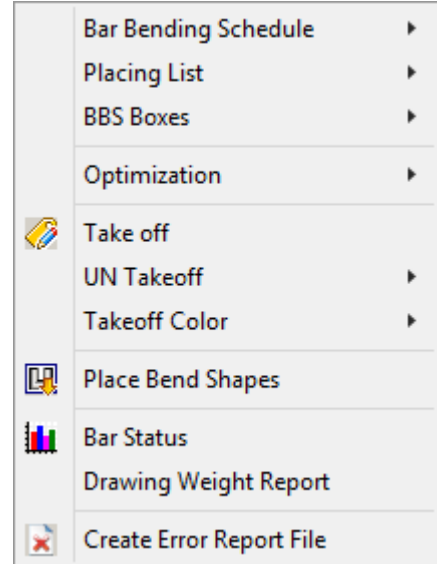 Bar Bending Schedule
Placing List
BBS Boxes
Optimization
Take off
UN Takeoff
Takeoff Color
Place Bend Shapes
Bar Status
Drawing Weight Report
Create Error Report File